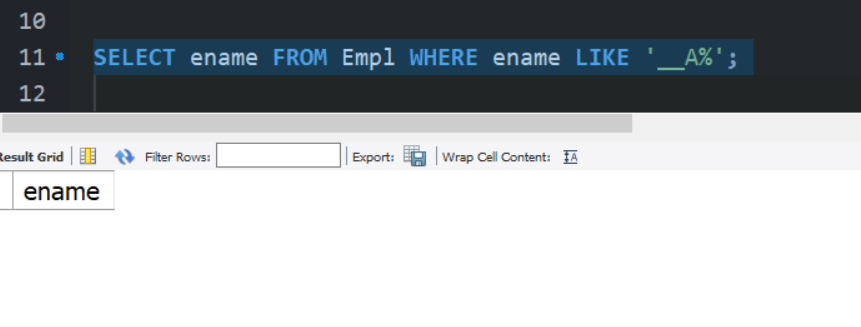 10
11 SELECT ename FROM Empl WHERE ename LIKE '__A%';
12
Result Grid Filter Rows: Export: Wrap Cell Content: IA
ename